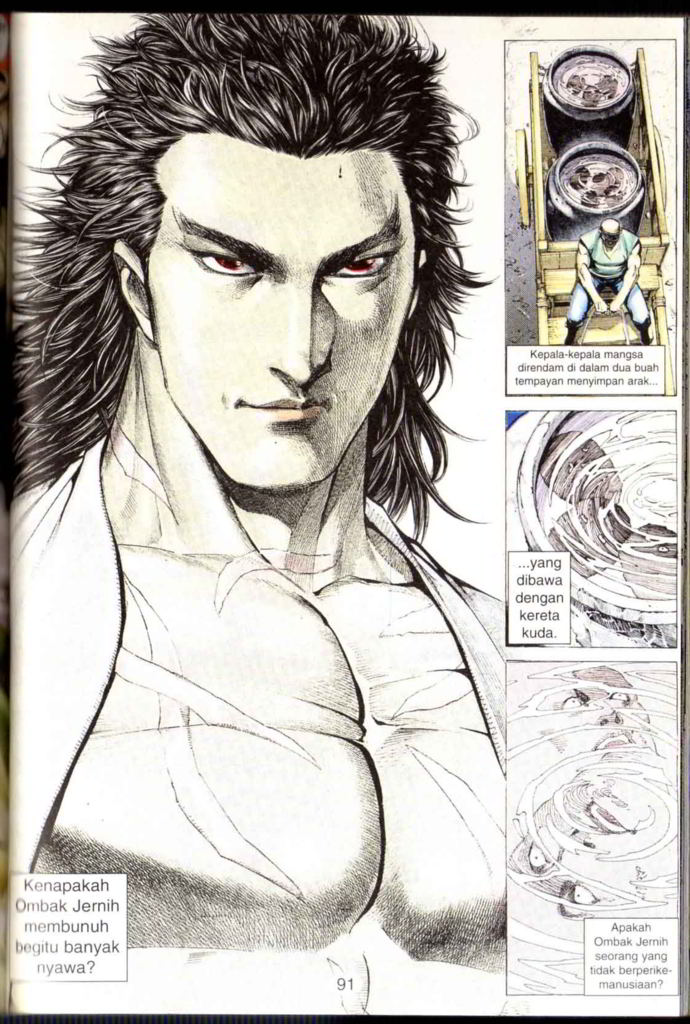 Kepala-kepala mangsa
direndam di dalam dua buah
tempayan menyimpan arak...
...yang
dibawa
dengan
kereta
kuda.
Kenapakah
Ombak Jernih
membunuh
begitu banyak
nyawa?
Apakah
Ombak Jernih
seorang yang
tidak berperike-
manusiaan?
91